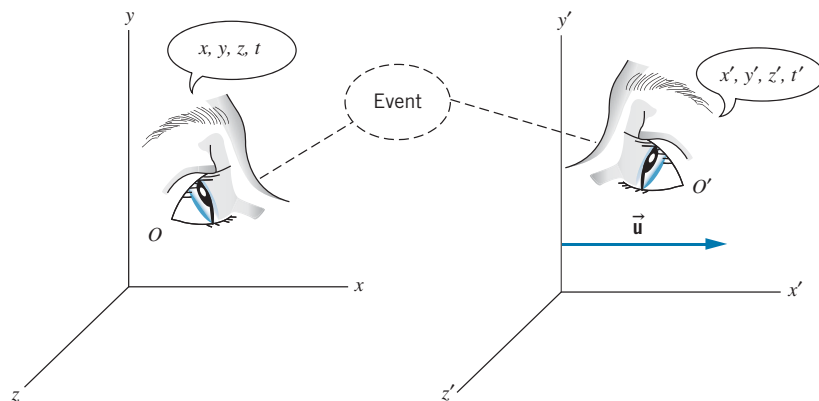 y
x, y, z, t
Event
O
x
z
y′
x′, y′, z′, t′
O′
u⃗
x′
z′